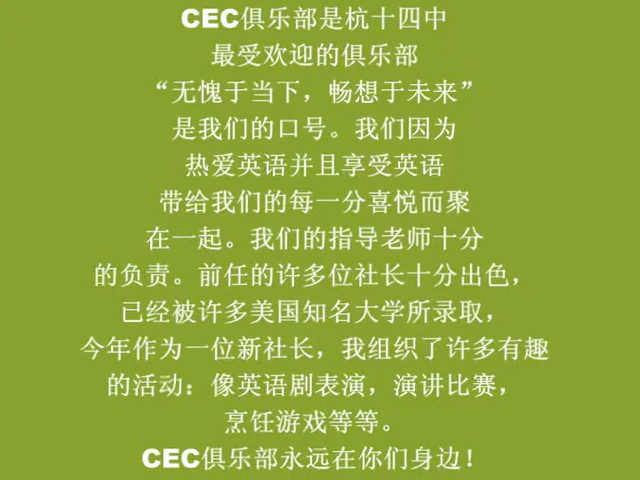 CEC俱乐部是杭十四中
最受欢迎的俱乐部
“无愧于当下，畅想于未来”
是我们的口号。我们因为
热爱英语并且享受英语
带给我们的每一分喜悦而聚
在一起。我们的指导老师十分
的负责。前任的许多位社长十分出色，
已经被许多美国知名大学所录取，
今年作为一位新社长，我组织了许多有趣
的活动：像英语剧表演，演讲比赛，
烹饪游戏等等。
CEC俱乐部永远在你们身边！